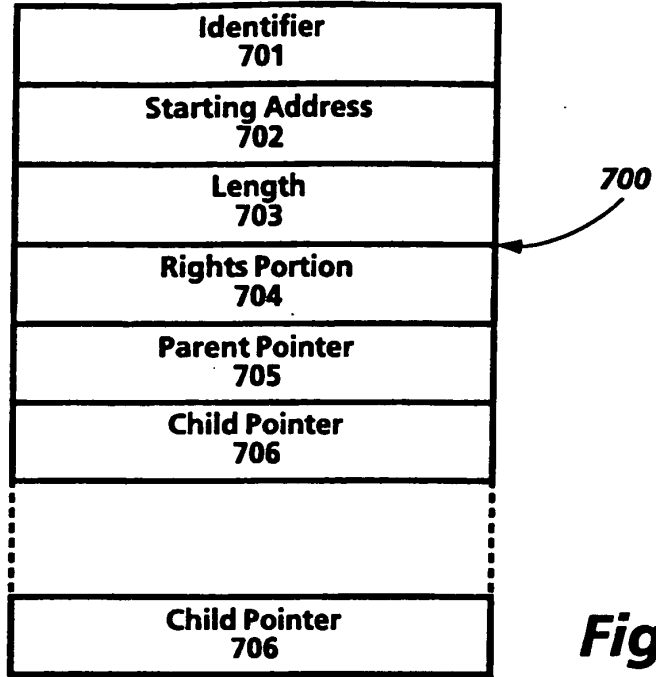 Identifier
701
Starting Address
702
Length
703
700
Rights Portion
704
Parent Pointer
705
Child Pointer
706
Child Pointer
706
Fig